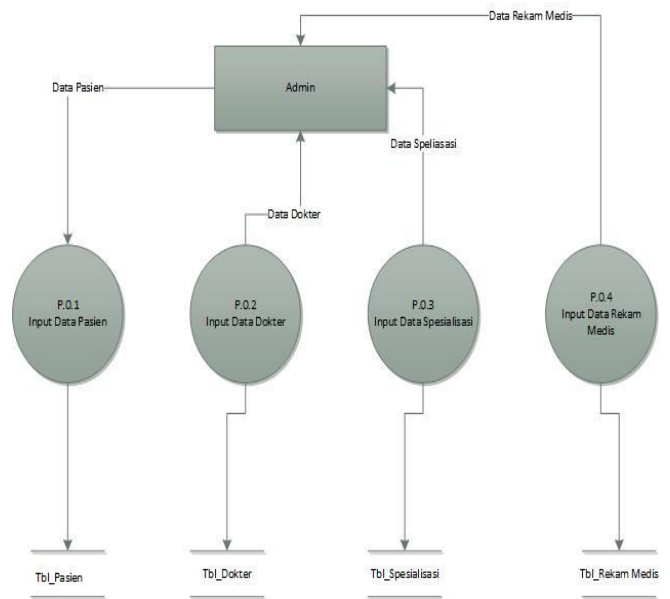 Data Rekam Medis
Data Pasien
Admin
Data Speliasasi
Data Dokter
P.0.1
Input Data Pasien
P.0.2
Input Data Dokter
P.0.3
Input Data Spesialisasi
P.0.4
Input Data Rekam
Medis
Tbl_Pasien
Tbl_Dokter
Tbl_Spesialisasi
Tbl_Rekam Medis